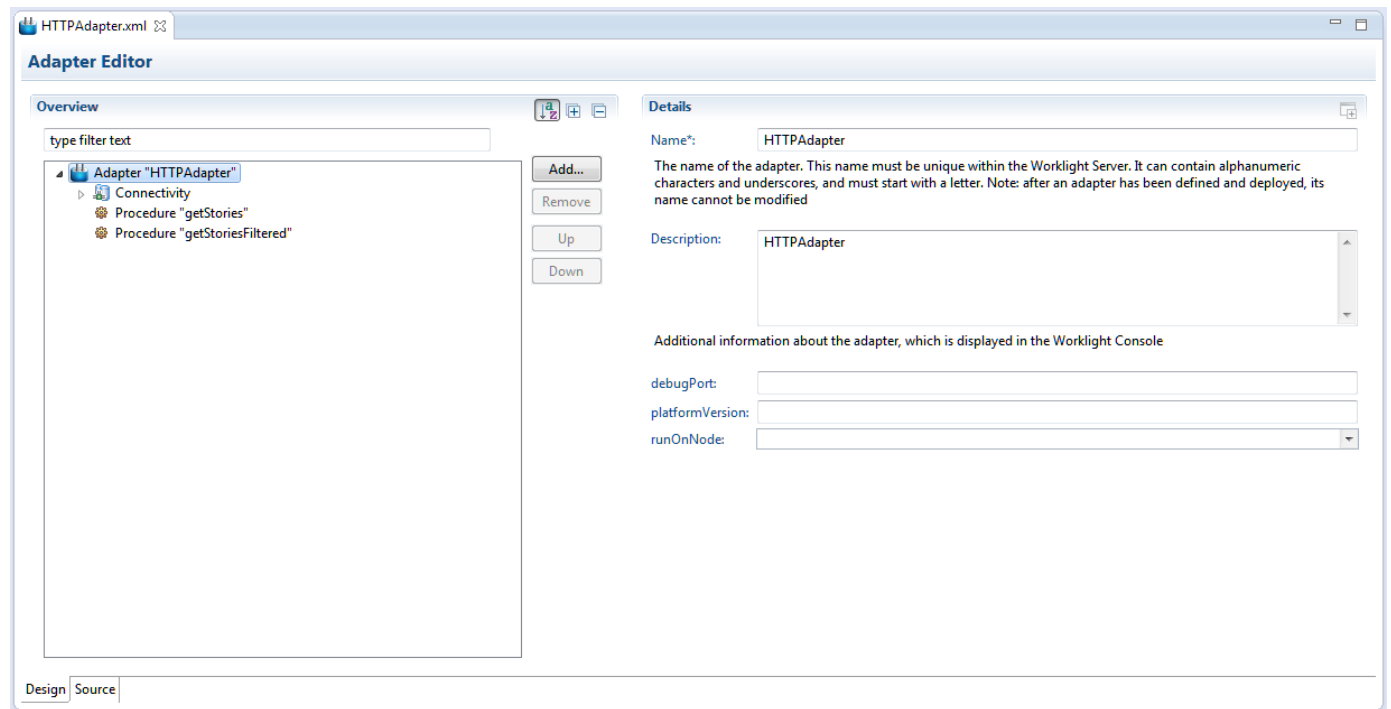 HTTPAdapter.xml
Adapter Editor
Overview
type filter text
Adapter "HTTPAdapter"
Connectivity
Procedure "getStories"
Procedure "getStoriesFiltered"
Add...
Remove
Up
Down
Details
Name*: HTTPAdapter
The name of the adapter. This name must be unique within the Worklight Server. It can contain alphanumeric
characters and underscores, and must start with a letter. Note: after an adapter has been defined and deployed, its
name cannot be modified
Description: HTTPAdapter
Additional information about the adapter, which is displayed in the Worklight Console
debugPort:
platformVersion:
runOnNode:
Design Source